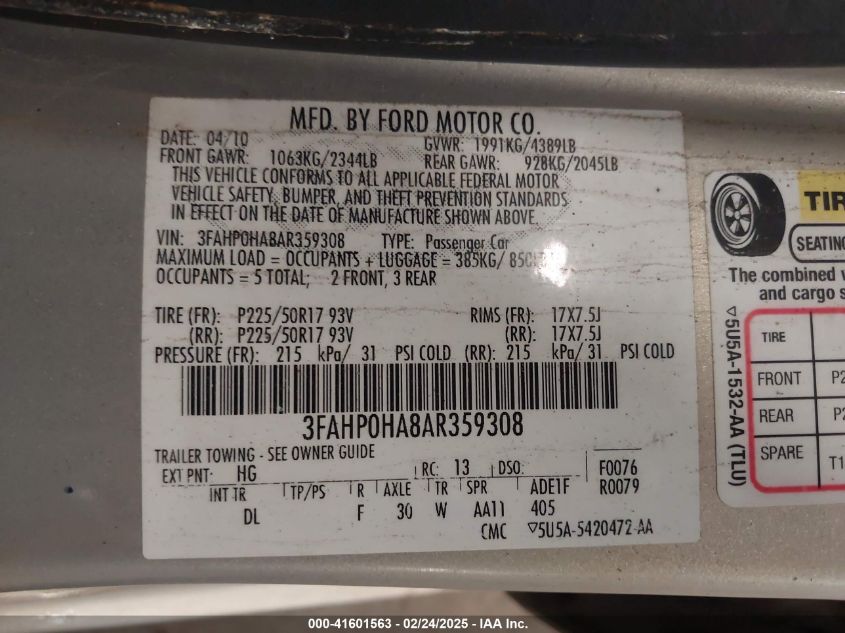 MFD. BY FORD MOTOR CO.
DATE: 04/10 GVWR: 1991KG/4389LB
FRONT GAWR: 1063KG/2344LB REAR GAWR: 928KG/2045LB
THIS VEHICLE CONFORMS TO ALL APPLICABLE FEDERAL MOTOR
VEHICLE SAFETY, BUMPER, AND THEFT PREVENTION STANDARDS
IN EFFECT ON THE DATE OF MANUFACTURE SHOWN ABOVE.
VIN: 3FAHP0HA8AR359308 TYPE: Passenger Car
MAXIMUM LOAD = OCCUPANTS + LUGGAGE = 385KG/
OCCUPANTS = 5 TOTAL; 2 FRONT, 3 REAR
TIRE (FR): P225/50R17 93V RIMS (FR): 17X7.5J
(RR): P225/50R17 93V (RR): 17X7.5J
PRESSURE (FR): 215 kPa/ 31 PSI COLD (RR): 215 kPa/ 31 PSI COLD
3FAHP0HA8AR359308
TRAILER TOWING - SEE OWNER GUIDE
EXT PNT: HG RC: 13 DSO: F0076
INT TR TP/PS R AXLE TR SPR ADE1F R0079
DL F 30 W AA11 405
CMC ▽5U5A-5420472-AA
TIR
SEATING
The combined
and cargo
▽5U5A-1532-AA (TLU)
TIRE
FRONT P2
REAR P2
SPARE T1
000-41601563 - 02/24/2025 - IAA Inc.